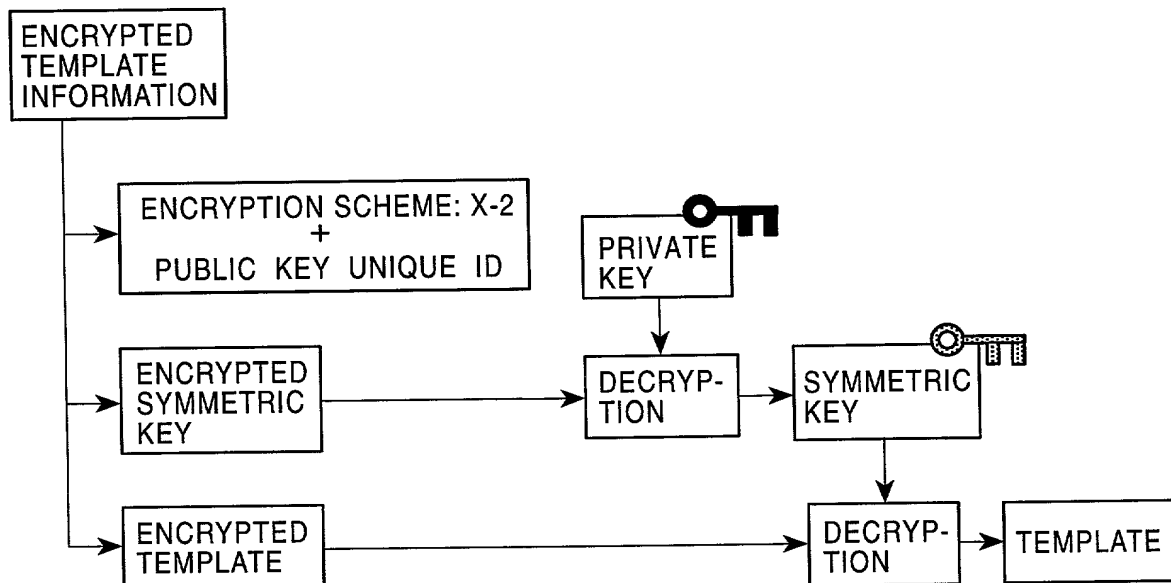 ENCRYPTED
TEMPLATE
INFORMATION
ENCRYPTION SCHEME: X-2
+
PUBLIC KEY UNIQUE ID
PRIVATE
KEY
ENCRYPTED
SYMMETRIC
KEY
DECRYP-
TION
SYMMETRIC
KEY
ENCRYPTED
TEMPLATE
DECRYP-
TION
TEMPLATE